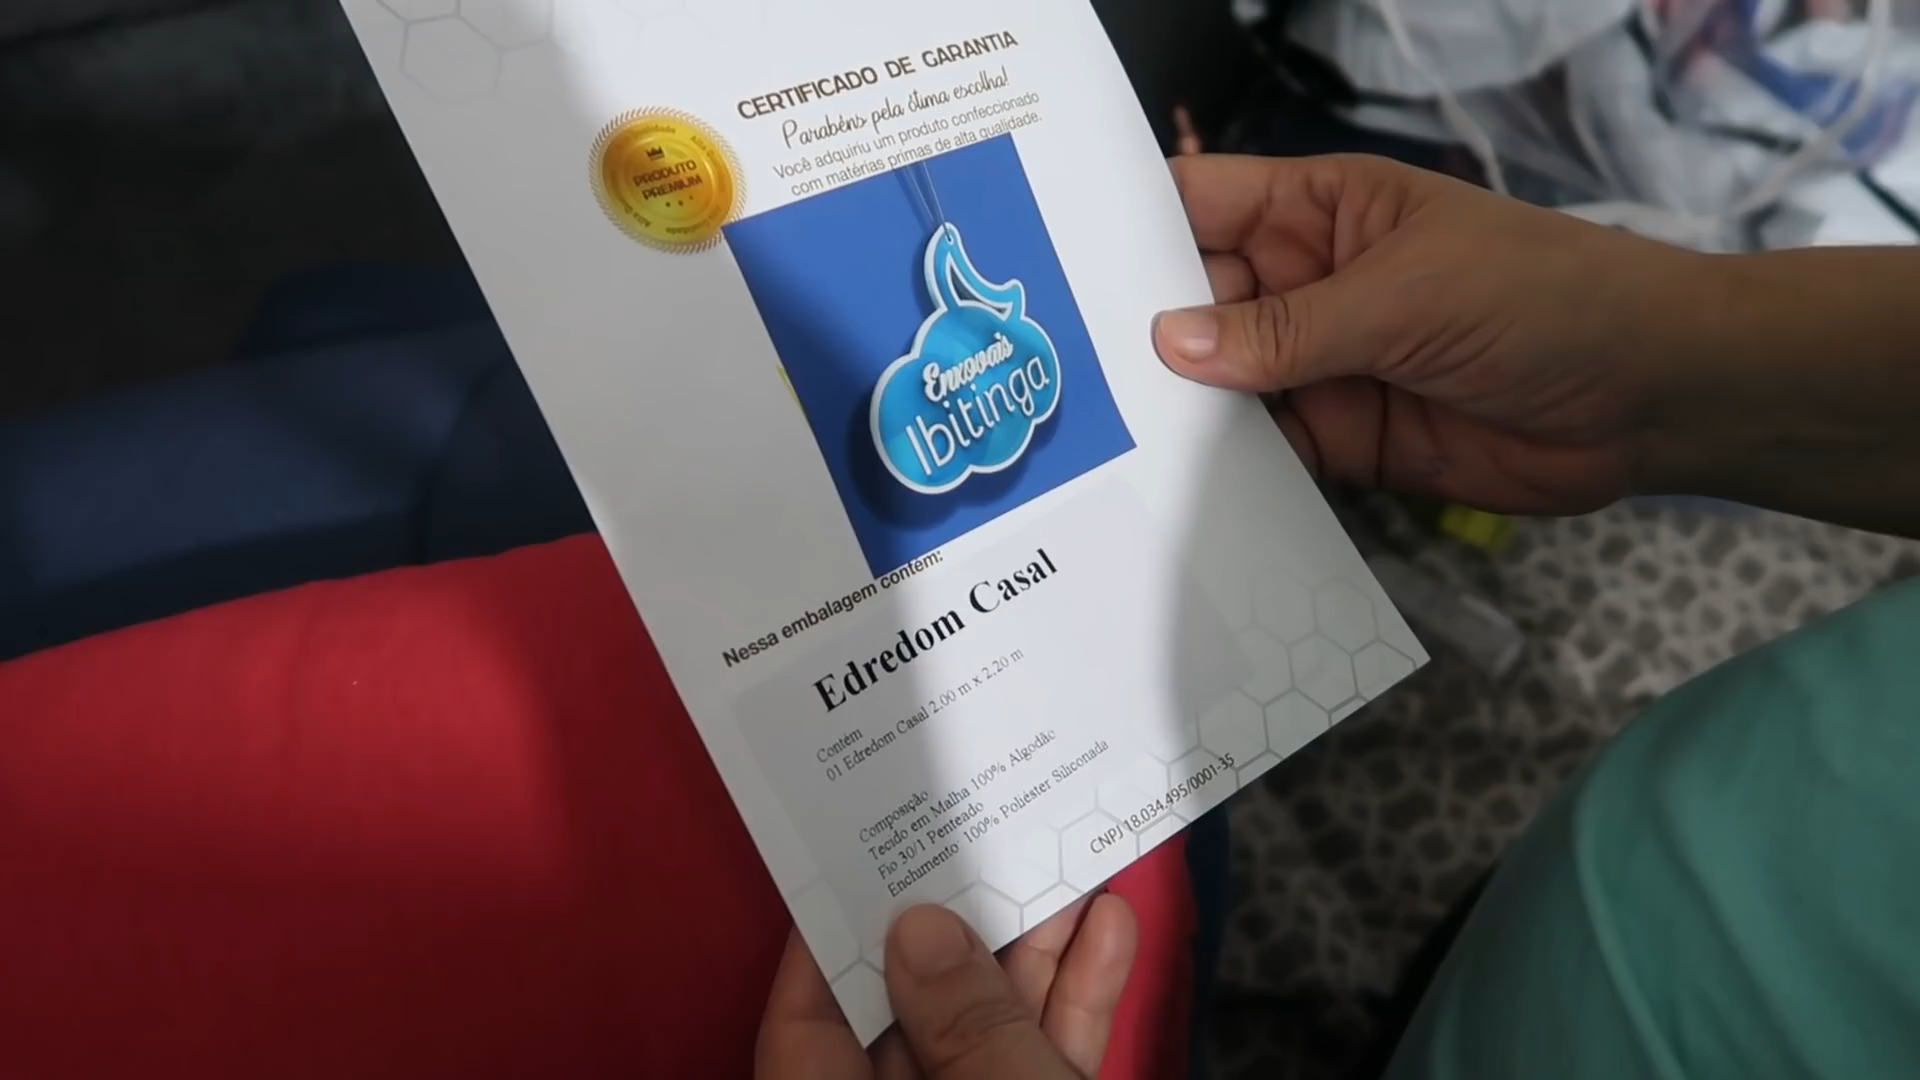 CERTIFICADO DE GARANTIA
Parabéns pela ótima escolha!
Você adquiriu um produto confeccionado
com matérias primas de alta qualidade.
PRODUTO
PREMIUM
Enxovais
Ibitinga
Nessa embalagem contém:
Edredom Casal
Contém
01 Edredom Casal 2,00 m x 2,20 m
Composição
Tecido em Malha 100% Algodão
Fio 30/1 Penteado
Enchimento 100% Poliéster Siliconada
CNPJ 18.034.495/0001-35